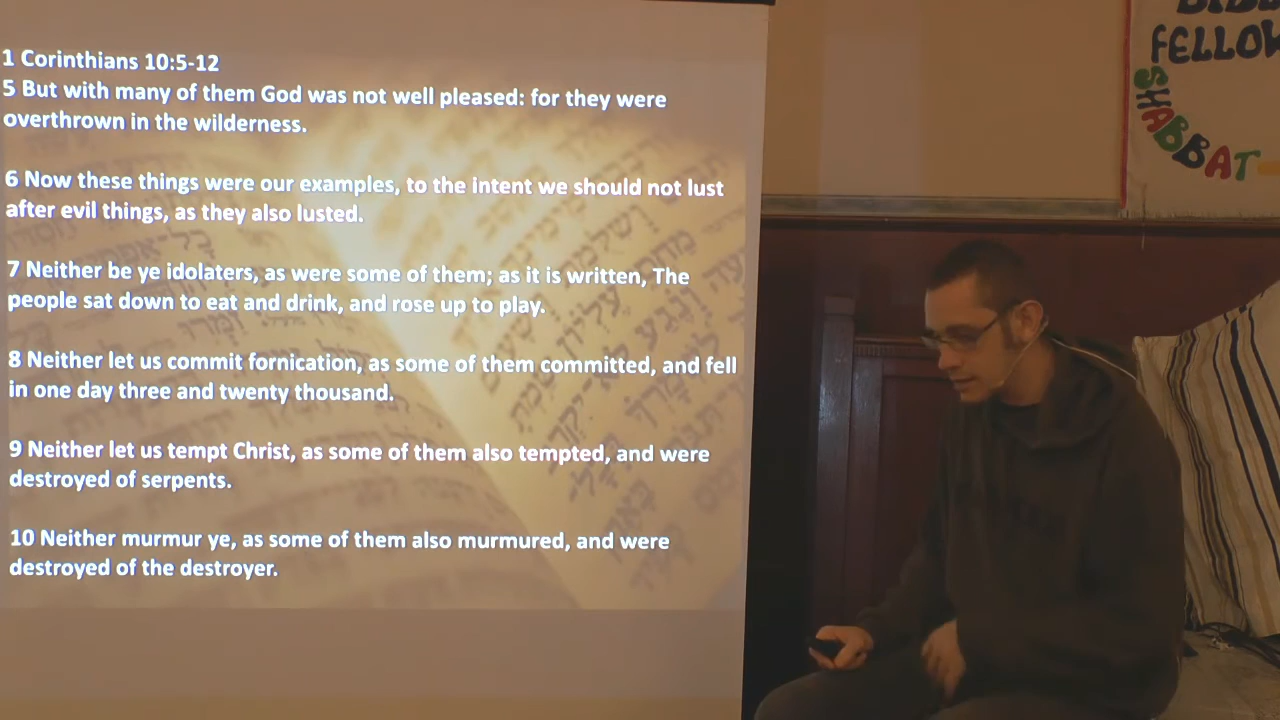 1 Corinthians 10:5-12
5 But with many of them God was not well pleased: for they were
overthrown in the wilderness.
6 Now these things were our examples, to the intent we should not lust
after evil things, as they also lusted.
7 Neither be ye idolaters, as were some of them; as it is written, The
people sat down to eat and drink, and rose up to play.
8 Neither let us commit fornication, as some of them committed, and fell
in one day three and twenty thousand.
9 Neither let us tempt Christ, as some of them also tempted, and were
destroyed of serpents.
10 Neither murmur ye, as some of them also murmured, and were
destroyed of the destroyer.
FELLOW
SHABBAT